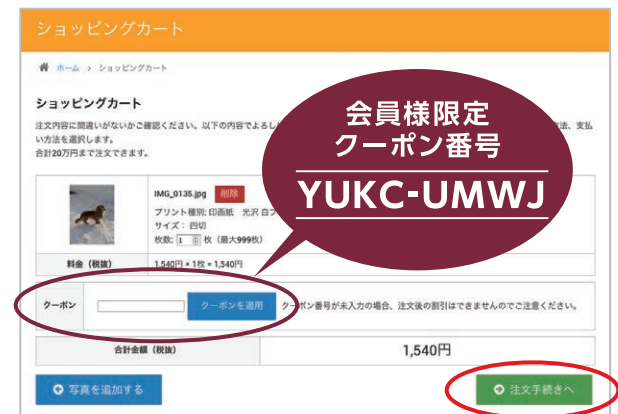 ショッピングカート
ホーム > ショッピングカート
ショッピングカート
注文内容に間違いがないかご確認ください。以下の内容でよろし
法、支払
い方法を選択します。
合計20万円まで注文できます。
会員様限定
クーポン番号
YUKC-UMWJ
IMG_0135.jpg 削除
プリント種別: 印画紙 光沢 白フ
サイズ: 四切
枚数: 1 枚 (最大999枚)
料金(税抜) 1,540円 * 1枚 = 1,540円
クーポン クーポンを適用 クーポン番号が未入力の場合、注文後の割引はできませんのでご注意ください。
合計金額(税抜) 1,540円
写真を追加する 注文手続きへ